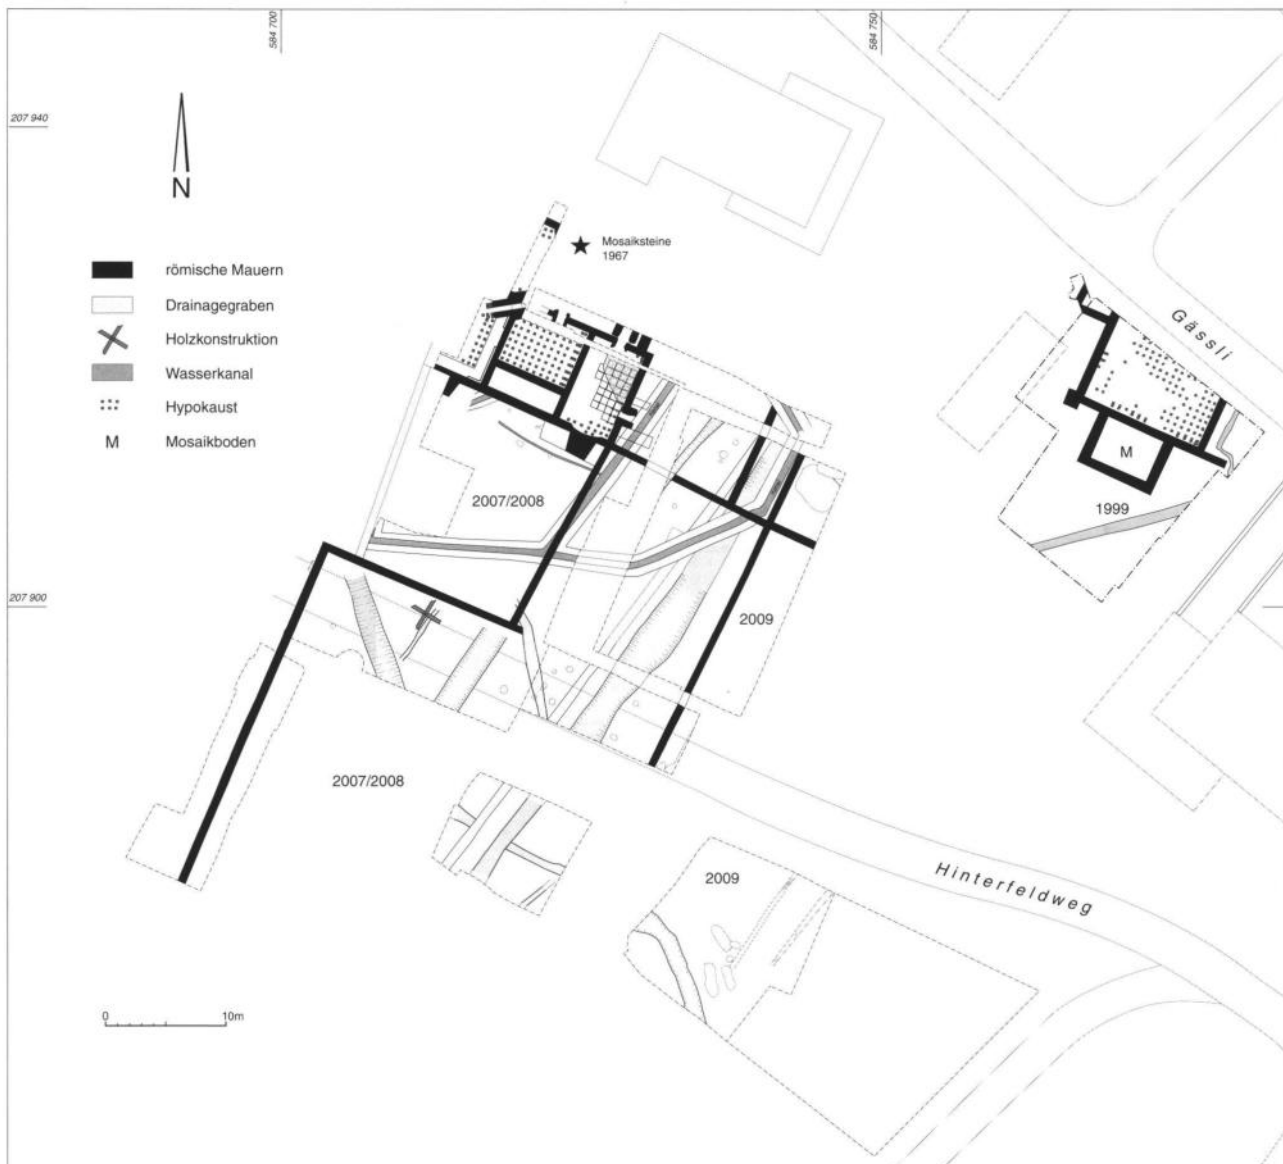 584 700
584 750
207 940
N
Mosaiksteine
1967
römische Mauern
Drainagegraben
Holzkonstruktion
Wasserkanal
Hypokaust
M
Mosaikboden
Gässli
M
2007/2008
1999
207 900
2009
2007/2008
2009
Hinterfeldweg
0
10m